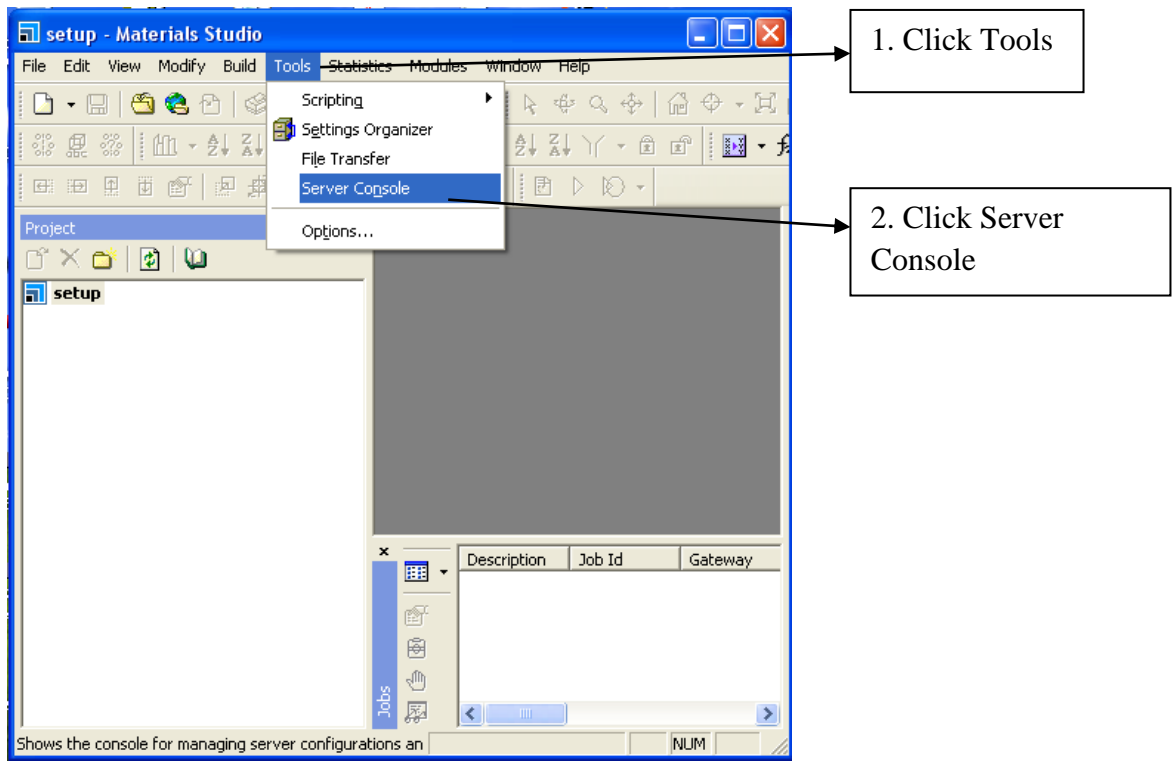 setup - Materials Studio
File Edit View Modify Build Tools Statistics Modules Window Help
1. Click Tools
Scripting
Settings Organizer
File Transfer
Server Console
Options...
2. Click Server
Console
Project
setup
Description Job Id Gateway
Jobs
Shows the console for managing server configurations an
NUM